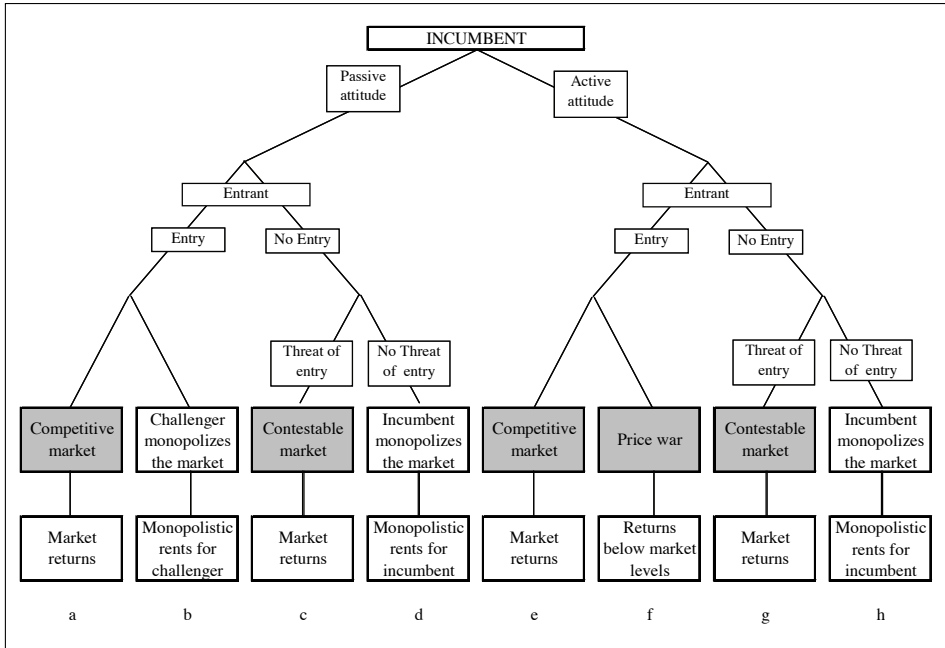 INCUMBENT
Passive
attitude
Active
attitude
Entrant
Entrant
Entry
No Entry
Entry
No Entry
Threat of
entry
No Threat
of entry
Threat of
entry
No Threat
of entry
Competitive
market
Challenger
monopolizes
the market
Contestable
market
Incumbent
monopolizes
the market
Competitive
market
Price war
Contestable
market
Incumbent
monopolizes
the market
Market
returns
Monopolistic
rents for
challenger
Market
returns
Monopolistic
rents for
incumbent
Market
returns
Returns
below market
levels
Market
returns
Monopolistic
rents for
incumbent
a b c d e f g h